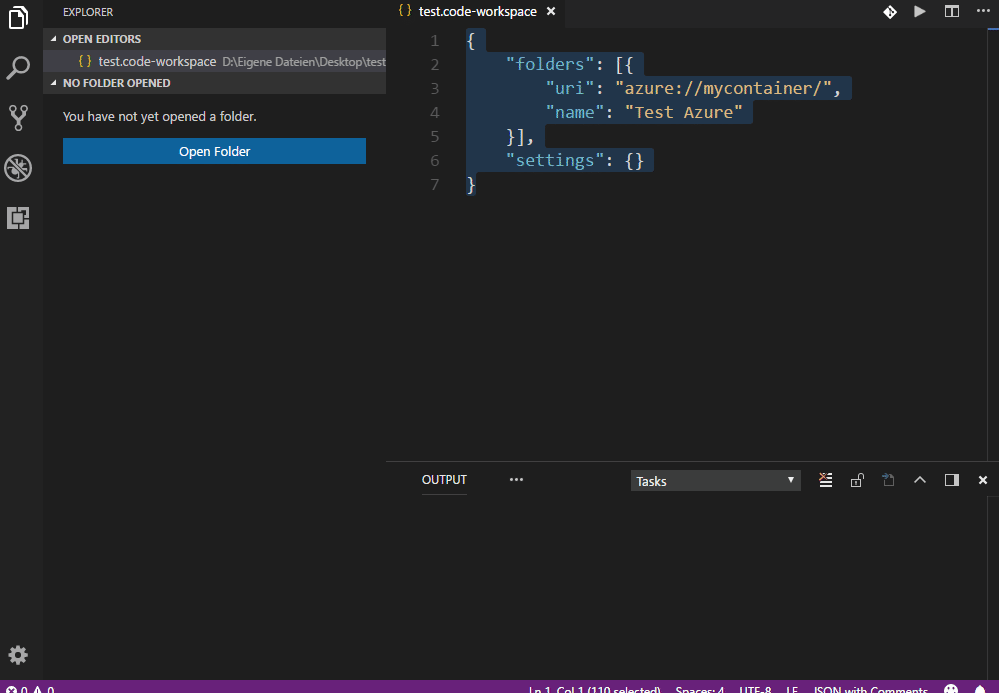 EXPLORER
OPEN EDITORS
{} test.code-workspace D:\Eigene Dateien\Desktop\test
NO FOLDER OPENED
You have not yet opened a folder.
Open Folder
{} test.code-workspace ×
1 {
2 "folders": [{
3 "uri": "azure://mycontainer/",
4 "name": "Test Azure"
5 }],
6 "settings": {}
7 }
OUTPUT ···
Tasks
0 0
Ln 1, Col 1 (110 selected) Spaces: 4 UTF-8 LF JSON with Comments